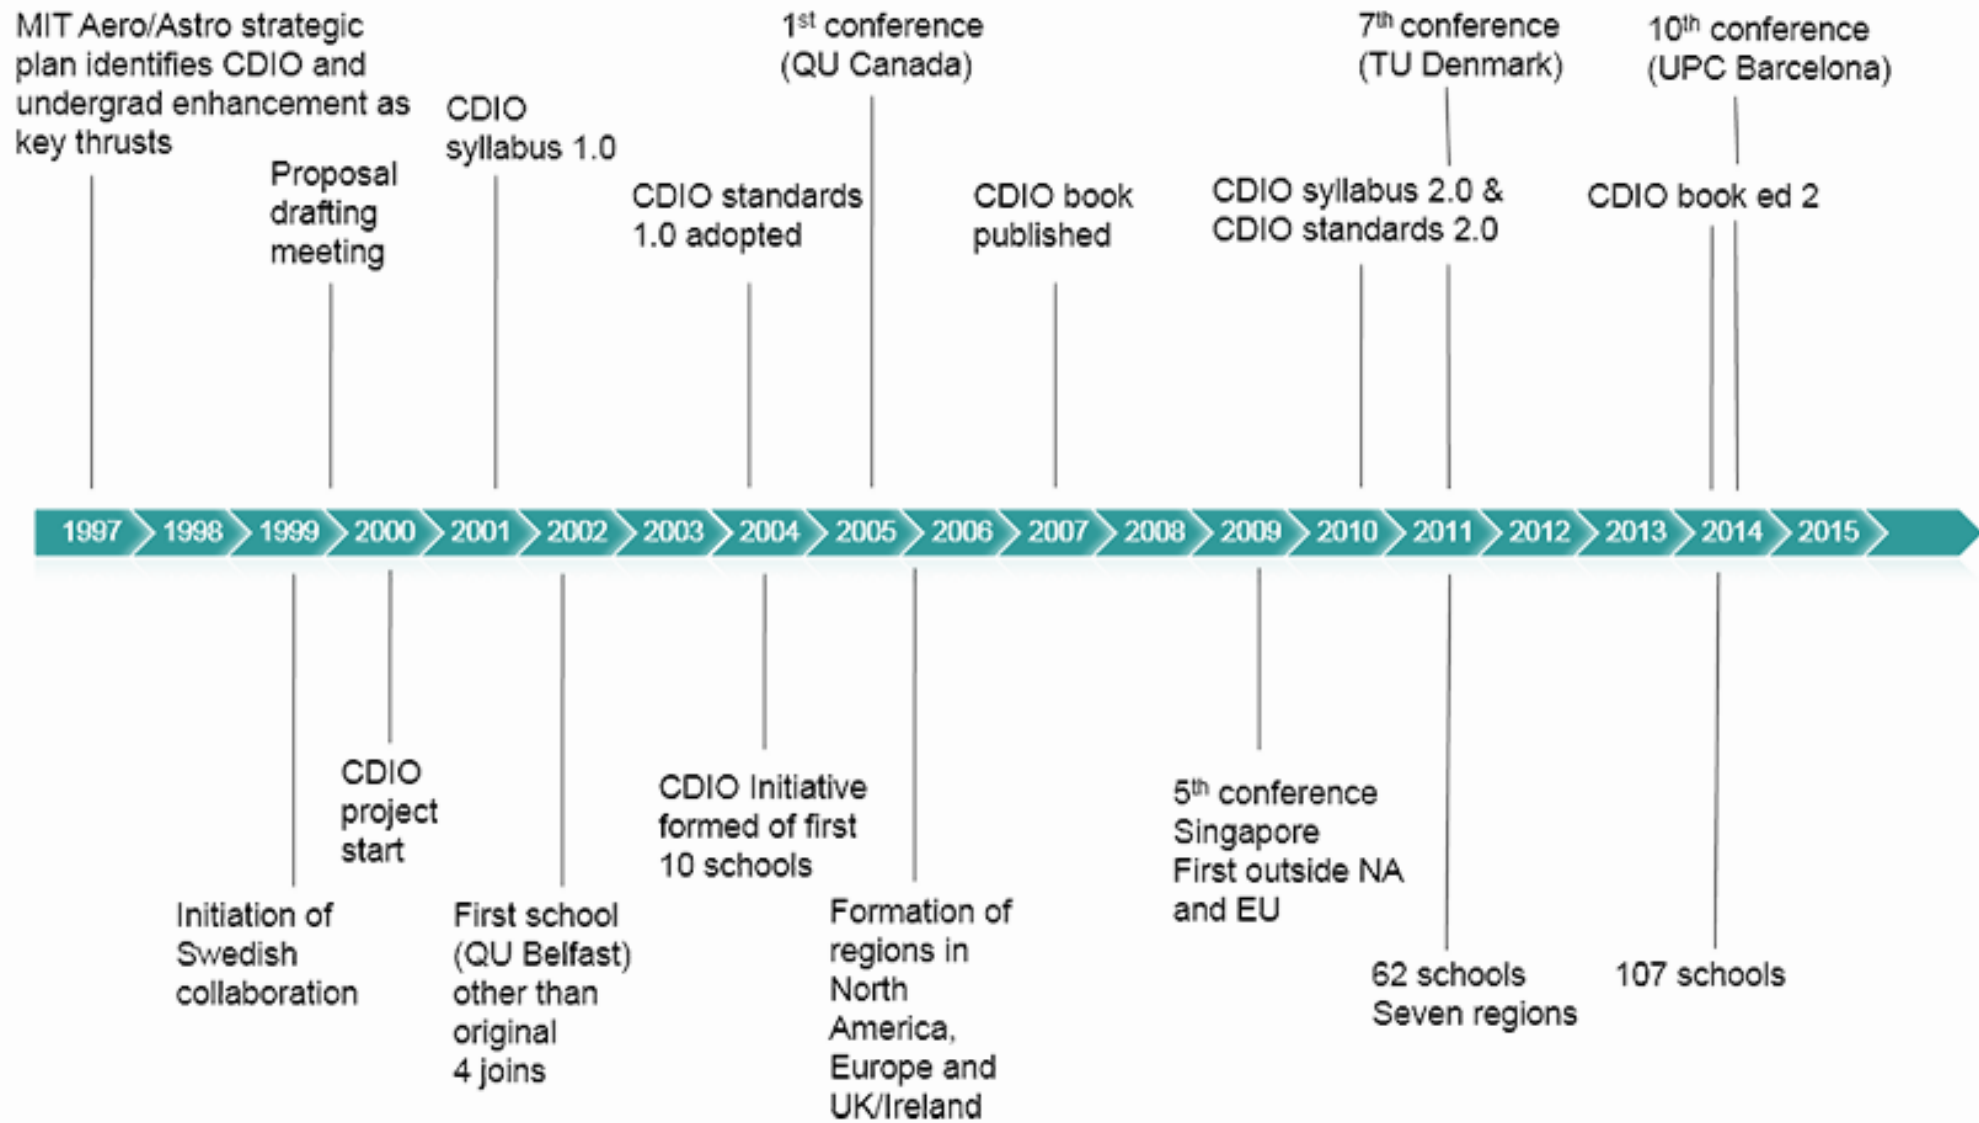 MIT Aero/Astro strategic
plan identifies CDIO and
undergrad enhancement as
key thrusts
Proposal
drafting
meeting
CDIO
syllabus 1.0
CDIO standards
1.0 adopted
1st conference
(QU Canada)
CDIO book
published
CDIO syllabus 2.0 &
CDIO standards 2.0
7th conference
(TU Denmark)
CDIO book ed 2
10th conference
(UPC Barcelona)
1997 1998 1999 2000 2001 2002 2003 2004 2005 2006 2007 2008 2009 2010 2011 2012 2013 2014 2015
Initiation of
Swedish
collaboration
CDIO
project
start
First school
(QU Belfast)
other than
original
4 joins
CDIO Initiative
formed of first
10 schools
Formation of
regions in
North
America,
Europe and
UK/Ireland
5th conference
Singapore
First outside NA
and EU
62 schools
Seven regions
107 schools